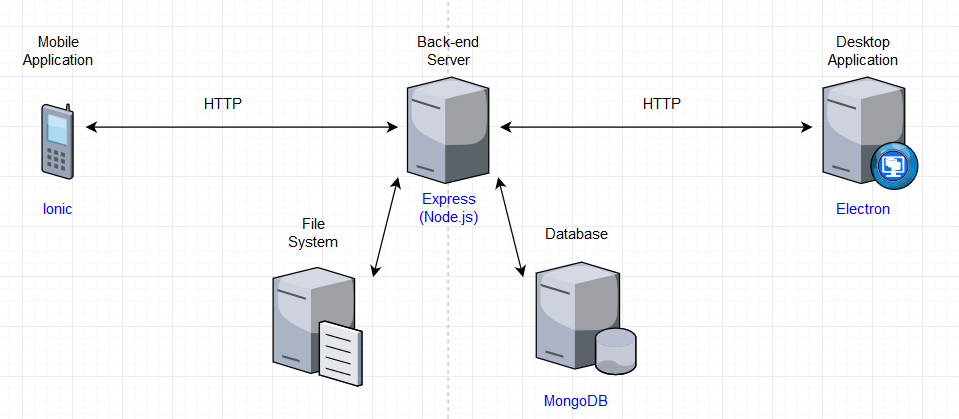 Mobile
Application
Back-end
Server
Desktop
Application
HTTP
HTTP
Ionic
Express
(Node.js)
Electron
File
System
Database
MongoDB